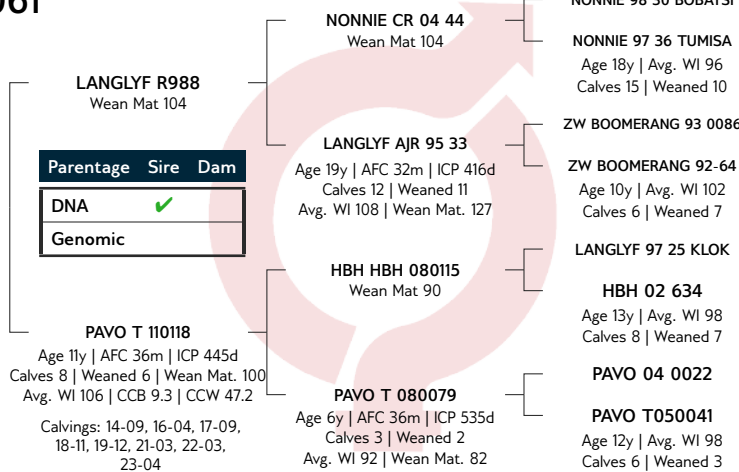 NONNIE CR 04 44
Wean Mat 104
NONNIE 97 36 TUMISA
Age 18y | Avg. WI 96
Calves 15 | Weaned 10
LANGLYF R988
Wean Mat 104
LANGLYF AJR 95 33
Age 19y | AFC 32m | ICP 416d
Calves 12 | Weaned 11
Avg. WI 108 | Wean Mat. 127
ZW BOOMERANG 93 0086
ZW BOOMERANG 92-64
Age 10y | Avg. WI 102
Calves 6 | Weaned 7
Parentage Sire Dam
DNA ✔
Genomic
HBH HBH 080115
Wean Mat 90
LANGLYF 97 25 KLOK
HBH 02 634
Age 13y | Avg. WI 98
Calves 8 | Weaned 7
PAVO T 110118
Age 11y | AFC 36m | ICP 445d
Calves 8 | Weaned 6 | Wean Mat. 100
Avg. WI 106 | CCB 9.3 | CCW 47.2
Calvings: 14-09, 16-04, 17-09,
18-11, 19-12, 21-03, 22-03,
23-04
PAVO T 080079
Age 6y | AFC 36m | ICP 535d
Calves 3 | Weaned 2
Avg. WI 92 | Wean Mat. 82
PAVO 04 0022
PAVO T050041
Age 12y | Avg. WI 98
Calves 6 | Weaned 3